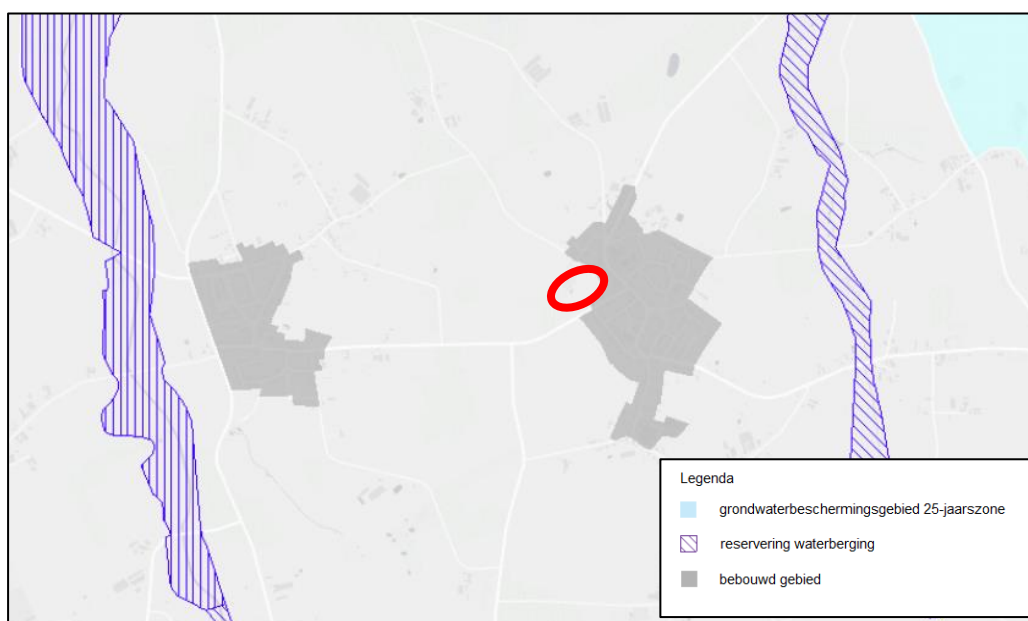 Legenda
grondwaterbeschermingsgebied 25-jaarszone
reservering waterberging
bebouwd gebied